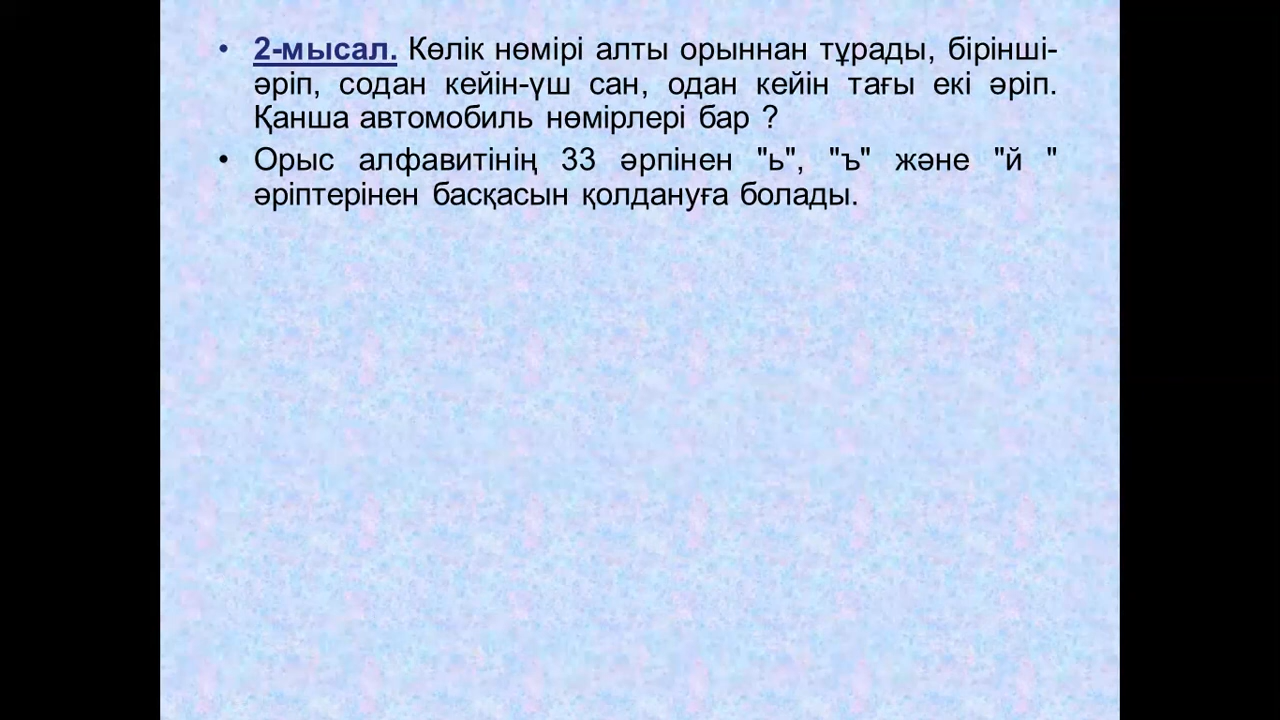 • 2-мысал. Көлік нөмірі алты орыннан тұрады, бірінші-
әріп, содан кейін-үш сан, одан кейін тағы екі әріп.
Қанша автомобиль нөмірлері бар ?
• Орыс алфавитінің 33 әрпінен "ь", "ъ" және "й "
әріптерінен басқасын қолдануға болады.